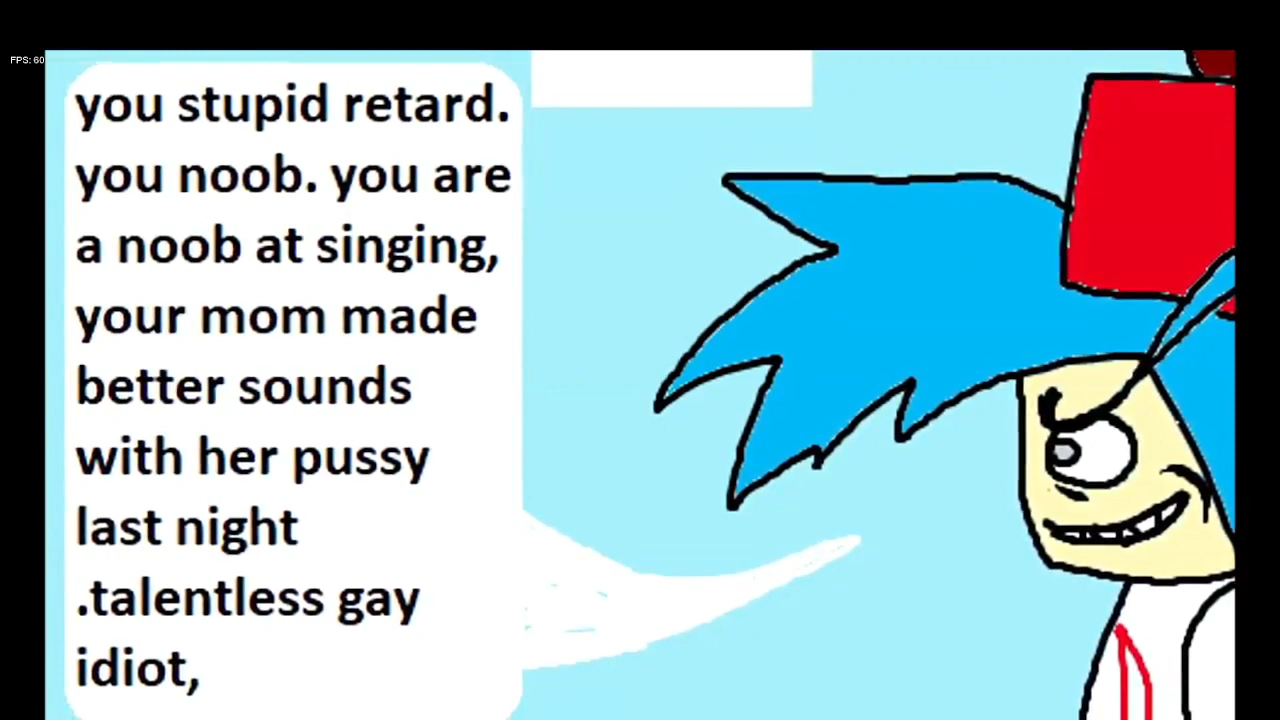 FPS: 60
you stupid retard.
you noob. you are
a noob at singing,
your mom made
better sounds
with her pussy
last night
.talentless gay
idiot,